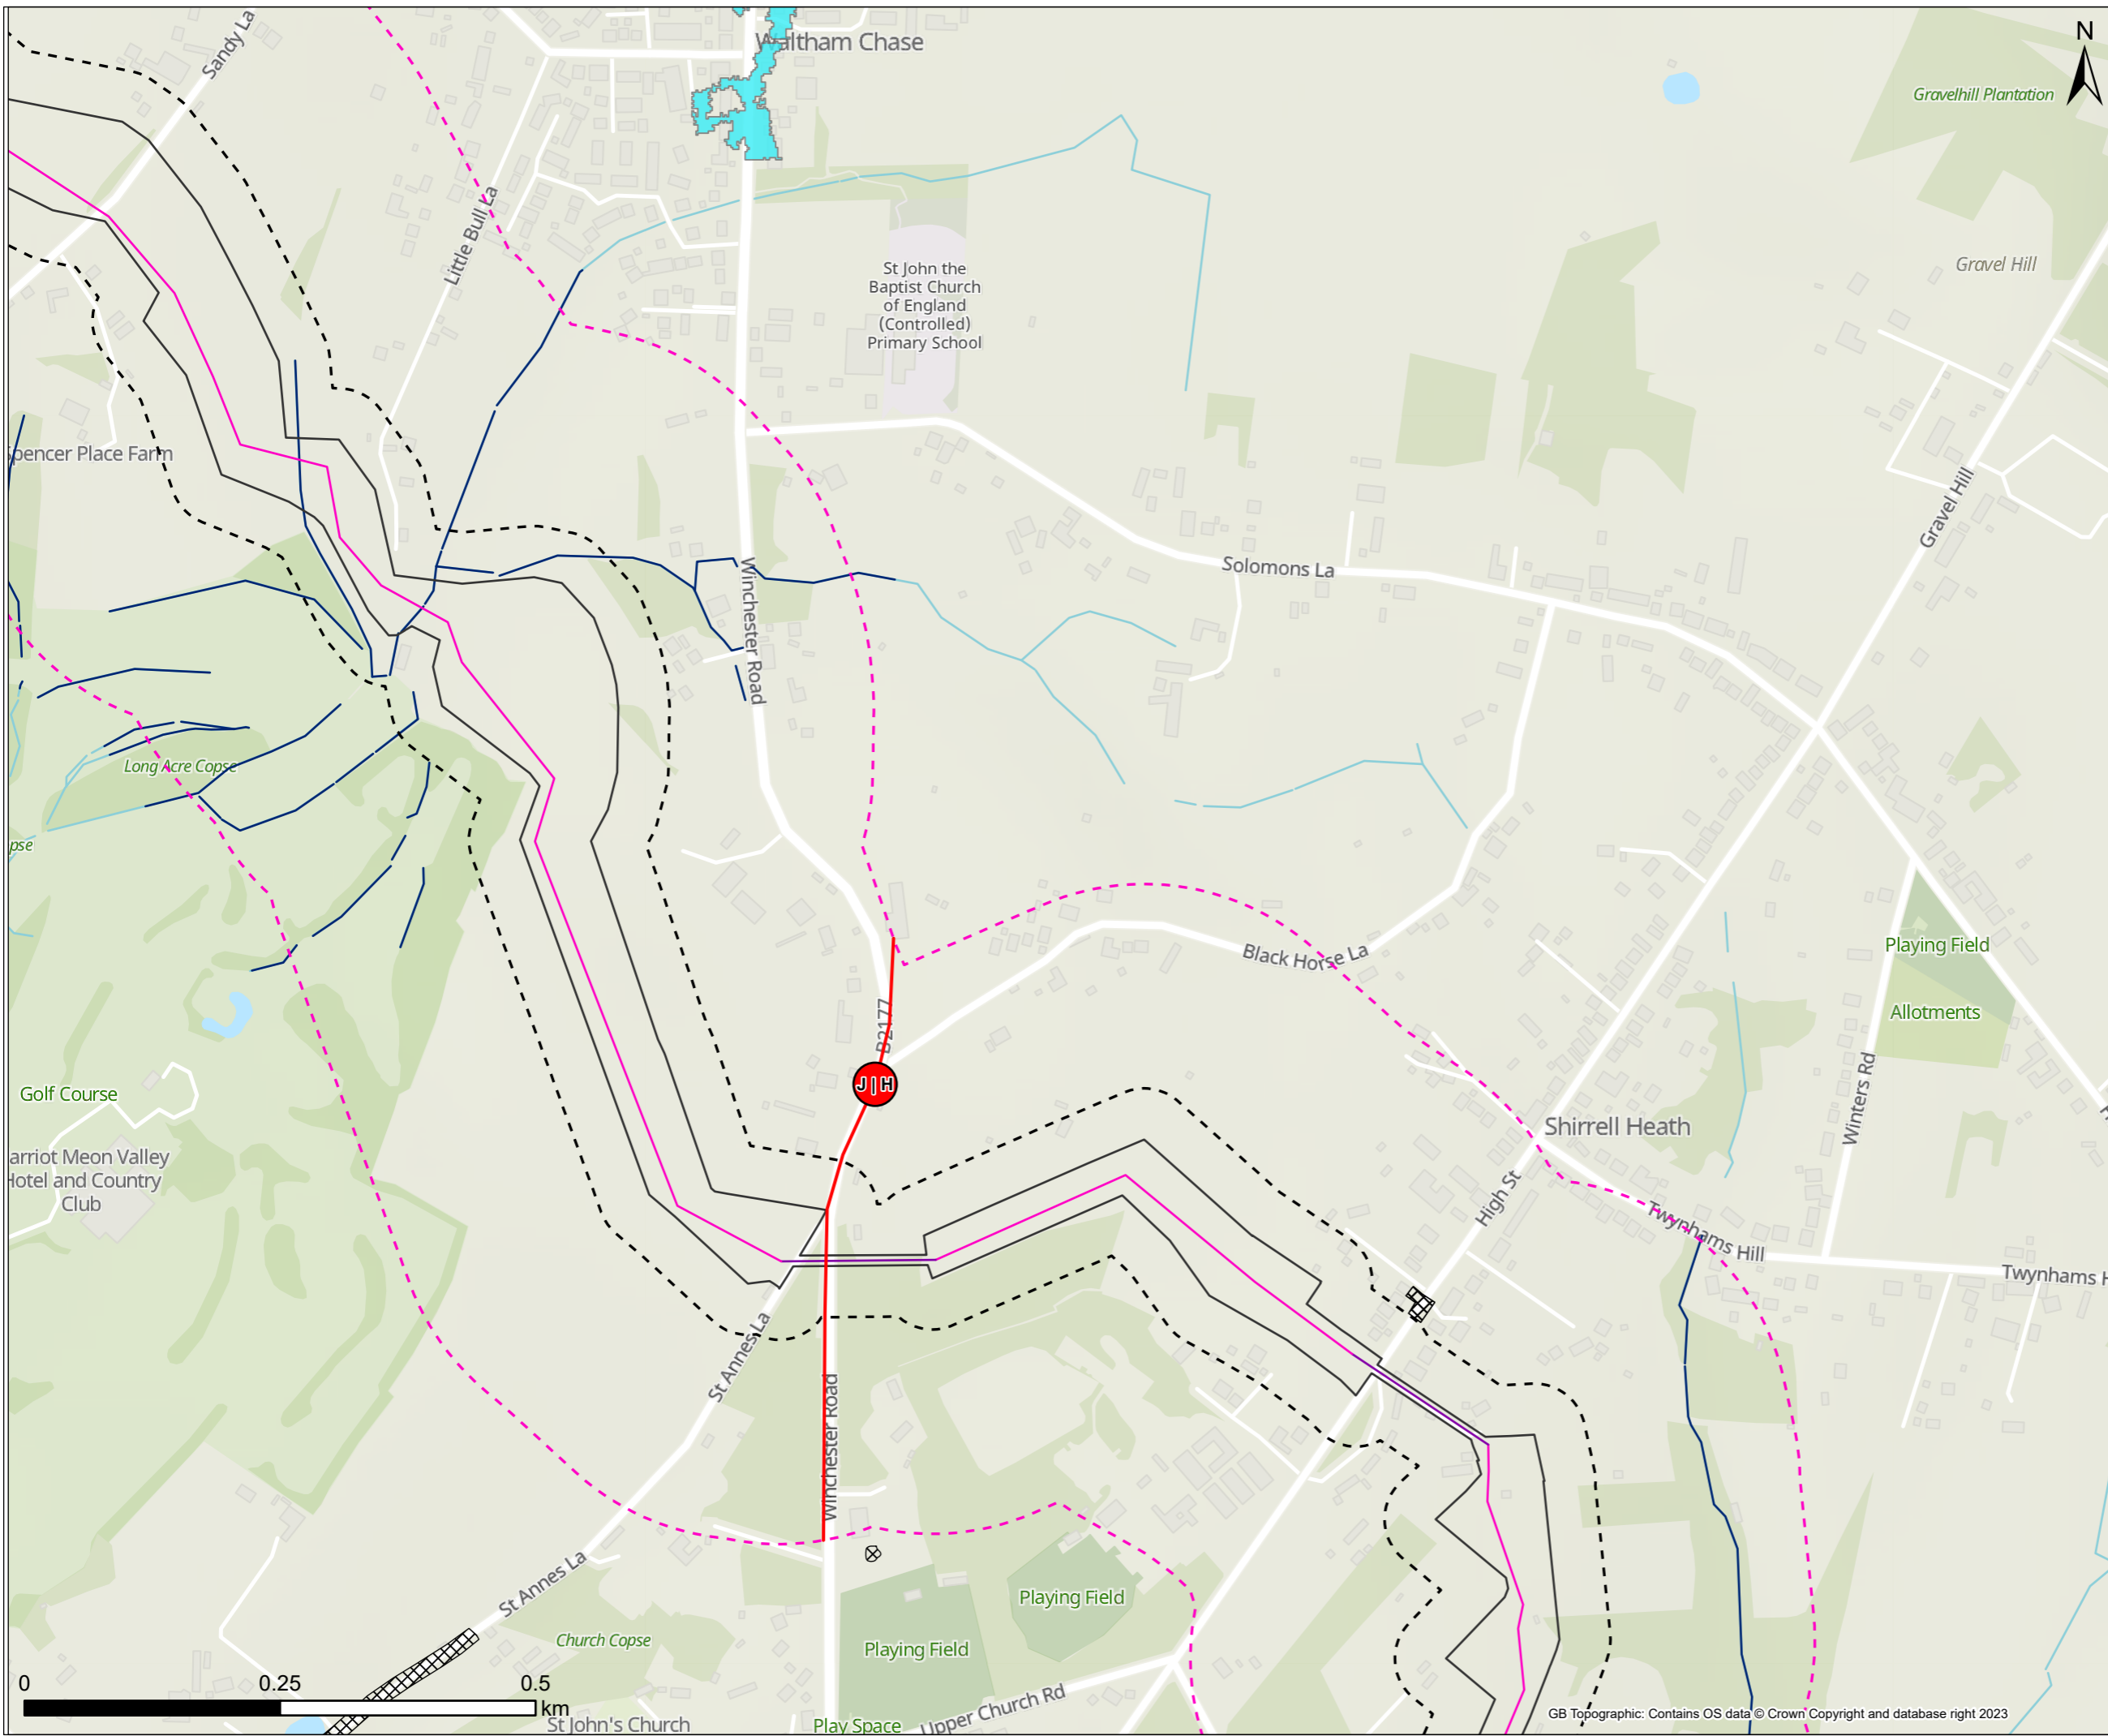 Sandy La
Waltham Chase
N
Gravelhill Plantation
Little Bull La
St John the
Baptist Church
of England
(Controlled)
Primary School
Gravel Hill
Spencer Place Farm
Gravel Hill
Winchester Road
Solomons La
Long Acre Copse
pse
Black Horse La
Playing Field
B2177
Allotments
J | H
Golf Course
Winters Rd
Shirrell Heath
arriot Meon Valley
Hotel and Country
Club
High St
Twynhams Hill
Twynhams H
St Annes La
Winchester Road
St Annes La
Playing Field
Church Copse
Playing Field
0 0.25 0.5
km
Upper Church Rd
GB Topographic: Contains OS data © Crown Copyright and database right 2023
St John's Church
Play Space